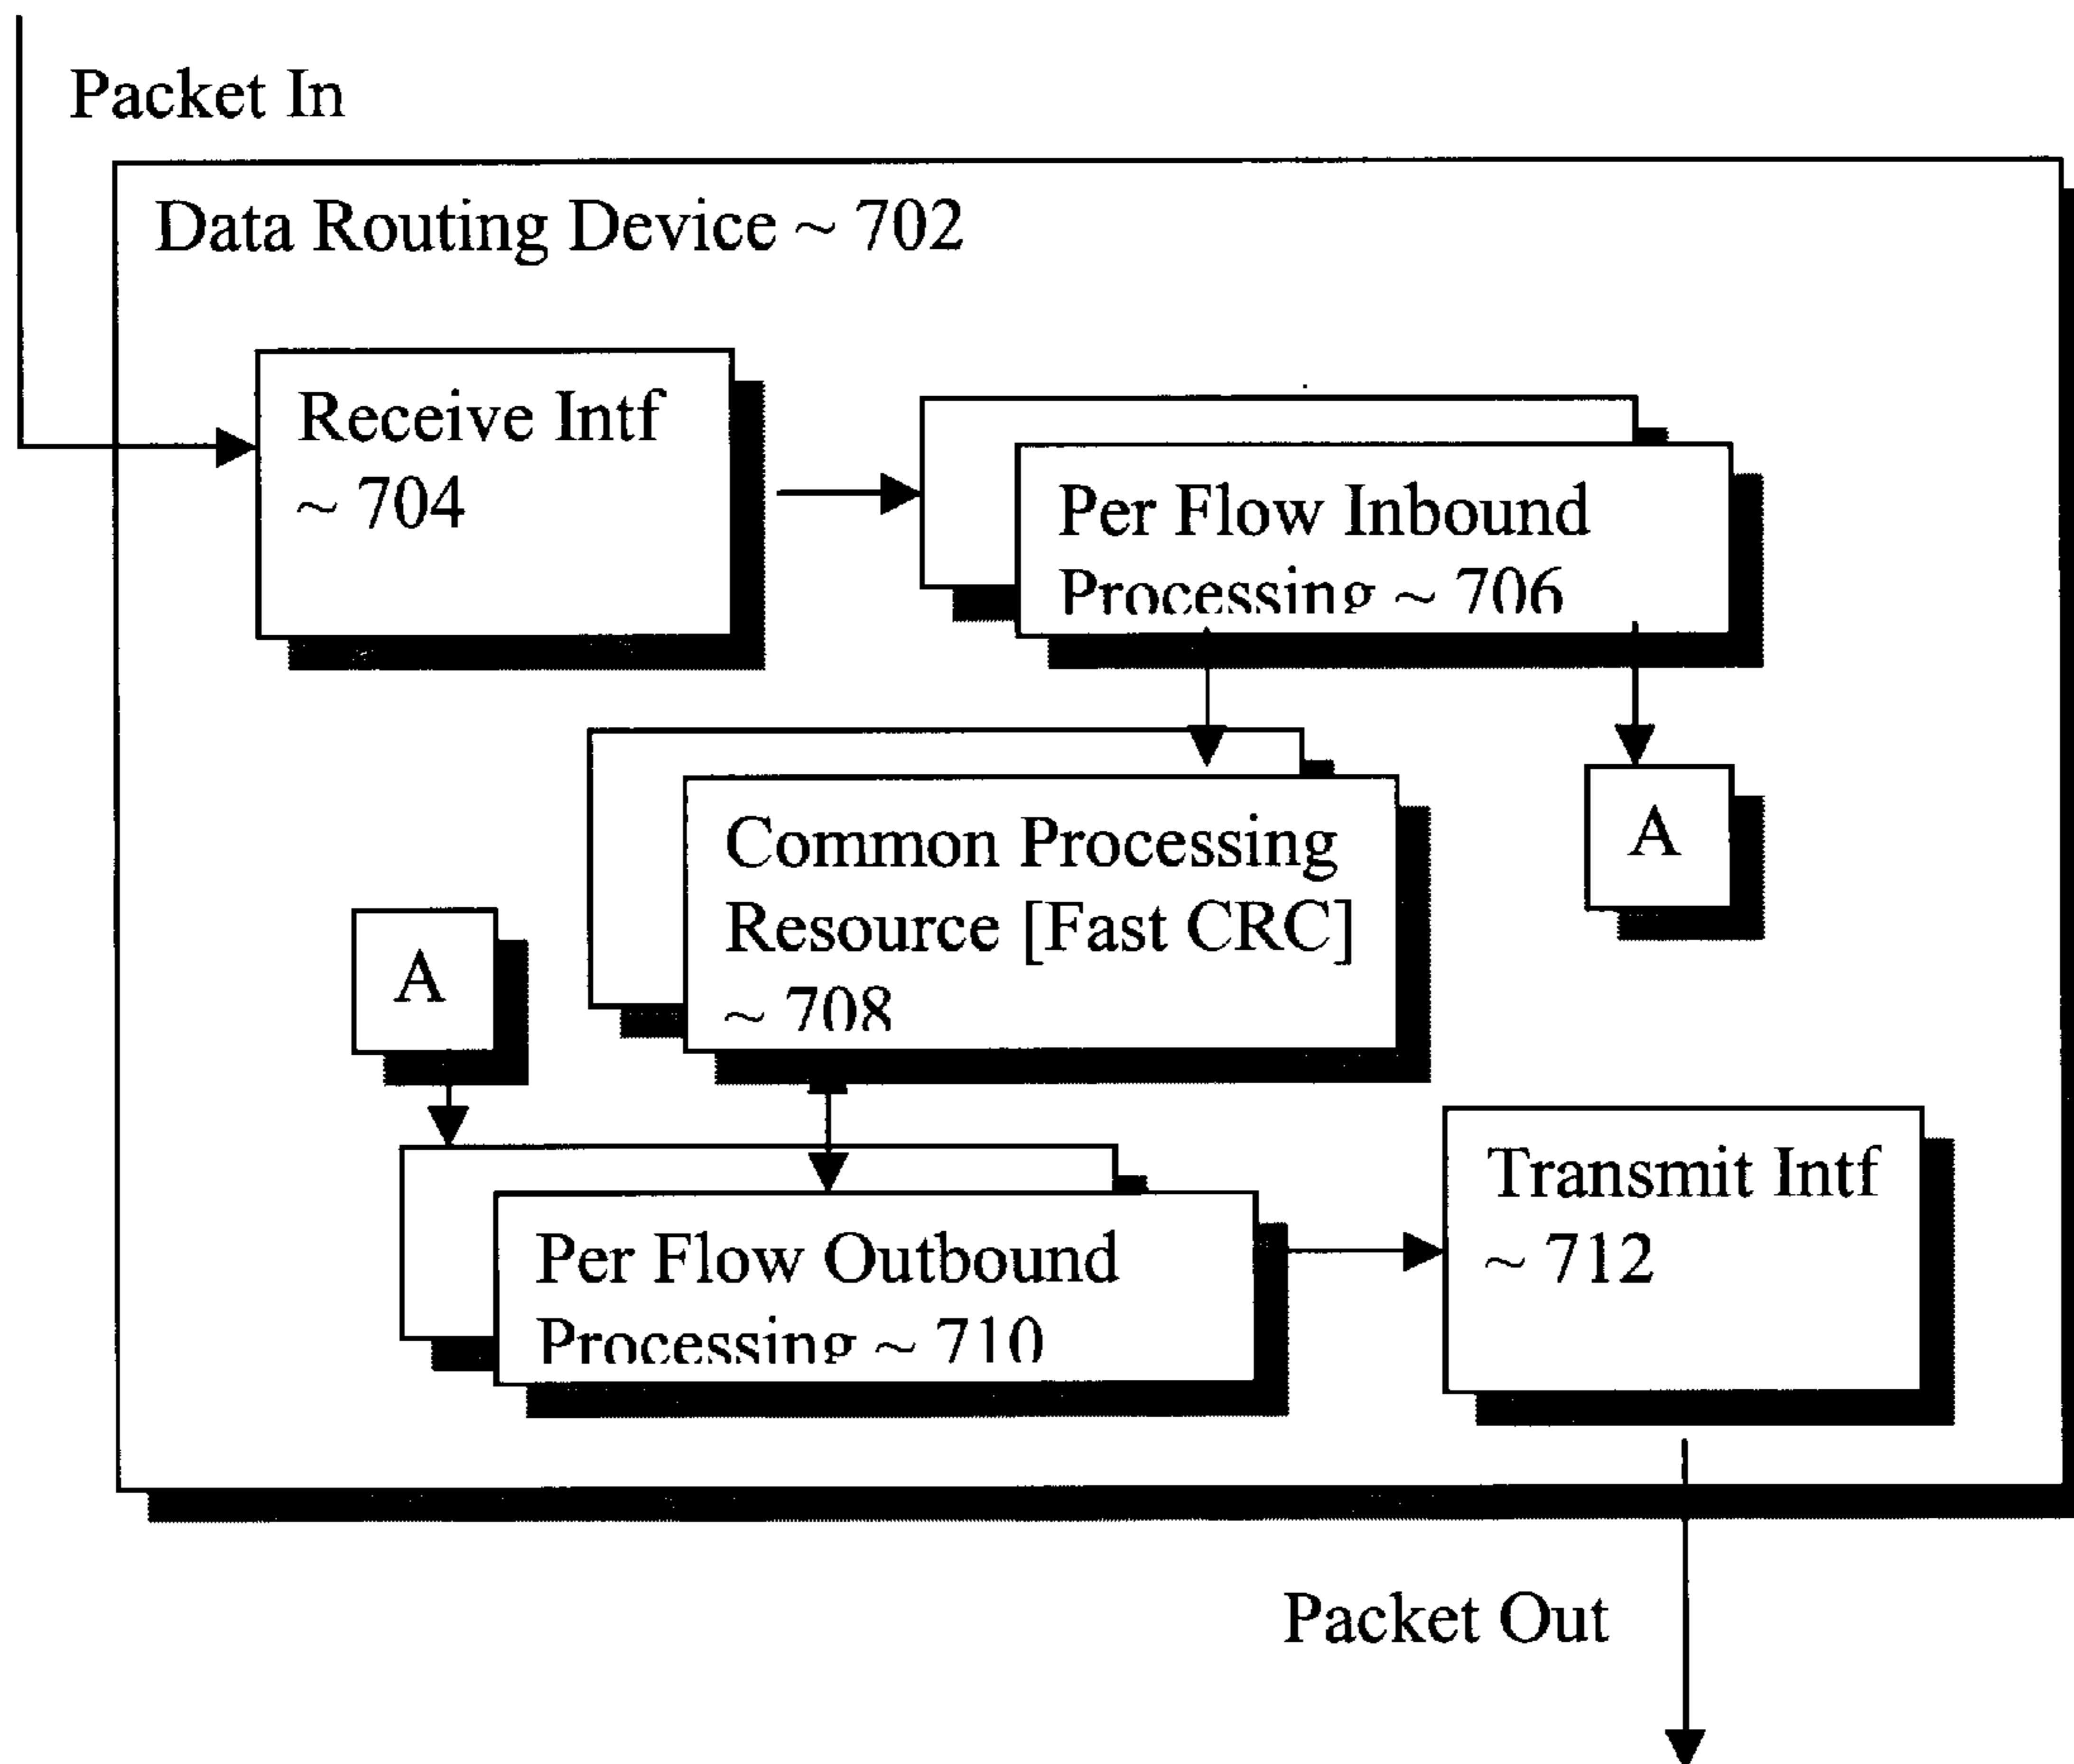 Packet In
Data Routing Device ~ 702
Receive Intf
~ 704
Per Flow Inbound
Processing ~ 706
Common Processing
Resource [Fast CRC]
~ 708
A
A
Per Flow Outbound
Processing ~ 710
Transmit Intf
~ 712
Packet Out